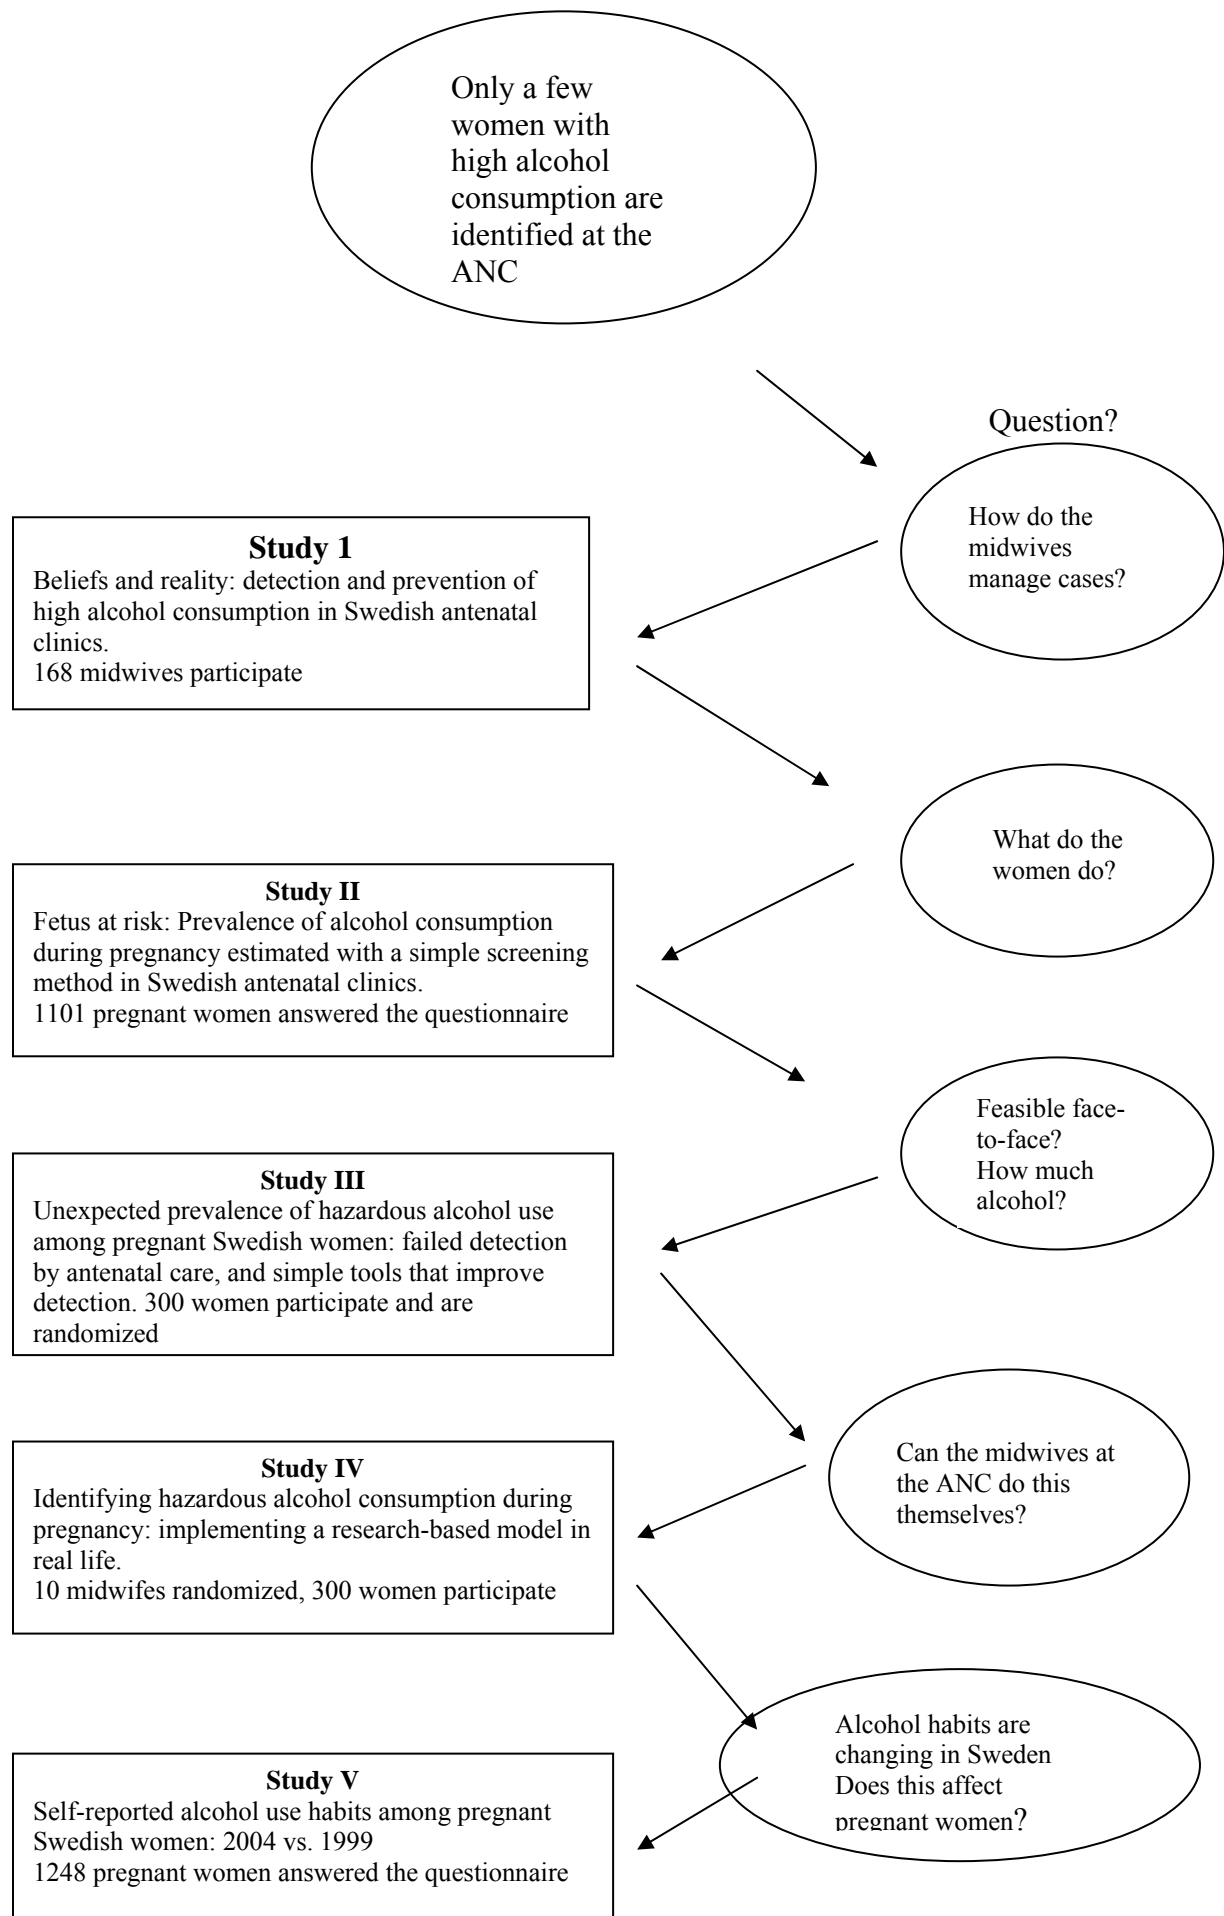 Only a few
women with
high alcohol
consumption are
identified at the
ANC
Question?
How do the
midwives
manage cases?
Study 1
Beliefs and reality: detection and prevention of
high alcohol consumption in Swedish antenatal
clinics.
168 midwives participate
What do the
women do?
Study II
Fetus at risk: Prevalence of alcohol consumption
during pregnancy estimated with a simple screening
method in Swedish antenatal clinics.
1101 pregnant women answered the questionnaire
Feasible face-
to-face?
How much
alcohol?
Study III
Unexpected prevalence of hazardous alcohol use
among pregnant Swedish women: failed detection
by antenatal care, and simple tools that improve
detection. 300 women participate and are
randomized
Can the midwives at
the ANC do this
themselves?
Study IV
Identifying hazardous alcohol consumption during
pregnancy: implementing a research-based model in
real life.
10 midwifes randomized, 300 women participate
Alcohol habits are
changing in Sweden
Does this affect
pregnant women?
Study V
Self-reported alcohol use habits among pregnant
Swedish women: 2004 vs. 1999
1248 pregnant women answered the questionnaire